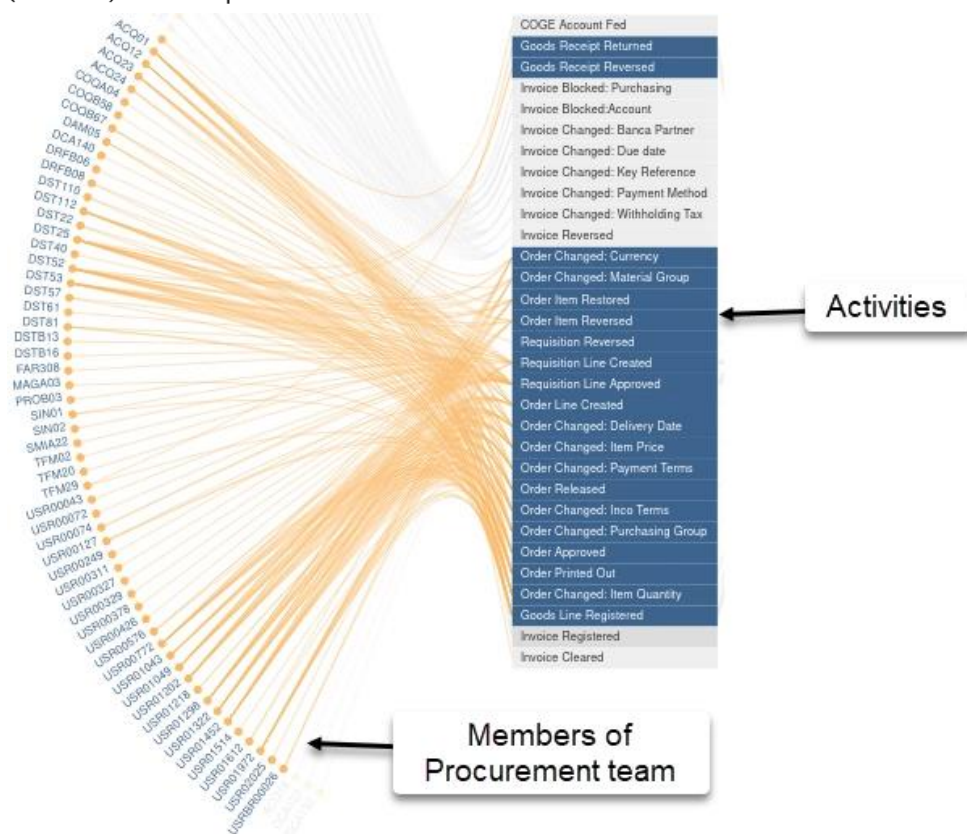 ACQ01
ACQ12
ACQ23
ACQ24
COQA04
COQB58
COQB67
DAM05
DCA140
DRFB06
DRFB08
DST110
DST112
DST22
DST25
DST40
DST52
DST53
DST57
DST61
DST81
DSTB13
DSTB16
FAR308
MAGA03
PROB03
SIN01
SIN02
SMIA22
TFM02
TFM20
TFM29
USR00043
USR00072
USR00074
USR00127
USR00249
USR00311
USR00327
USR00329
USR00378
USR00426
USR00576
USR00772
USR01043
USR01049
USR01202
USR01218
USR01298
USR01322
USR01452
USR01514
USR01612
USR01972
USR02025
USRBR00026
COGE Account Fed
Goods Receipt Returned
Goods Receipt Reversed
Invoice Blocked: Purchasing
Invoice Blocked:Account
Invoice Changed: Banca Partner
Invoice Changed: Due date
Invoice Changed: Key Reference
Invoice Changed: Payment Method
Invoice Changed: Withholding Tax
Invoice Reversed
Order Changed: Currency
Order Changed: Material Group
Order Item Restored
Order Item Reversed
Requisition Reversed
Requisition Line Created
Requisition Line Approved
Order Line Created
Order Changed: Delivery Date
Order Changed: Item Price
Order Changed: Payment Terms
Order Released
Order Changed: Inco Terms
Order Changed: Purchasing Group
Order Approved
Order Printed Out
Order Changed: Item Quantity
Goods Line Registered
Invoice Registered
Invoice Cleared
Activities
Members of
Procurement team